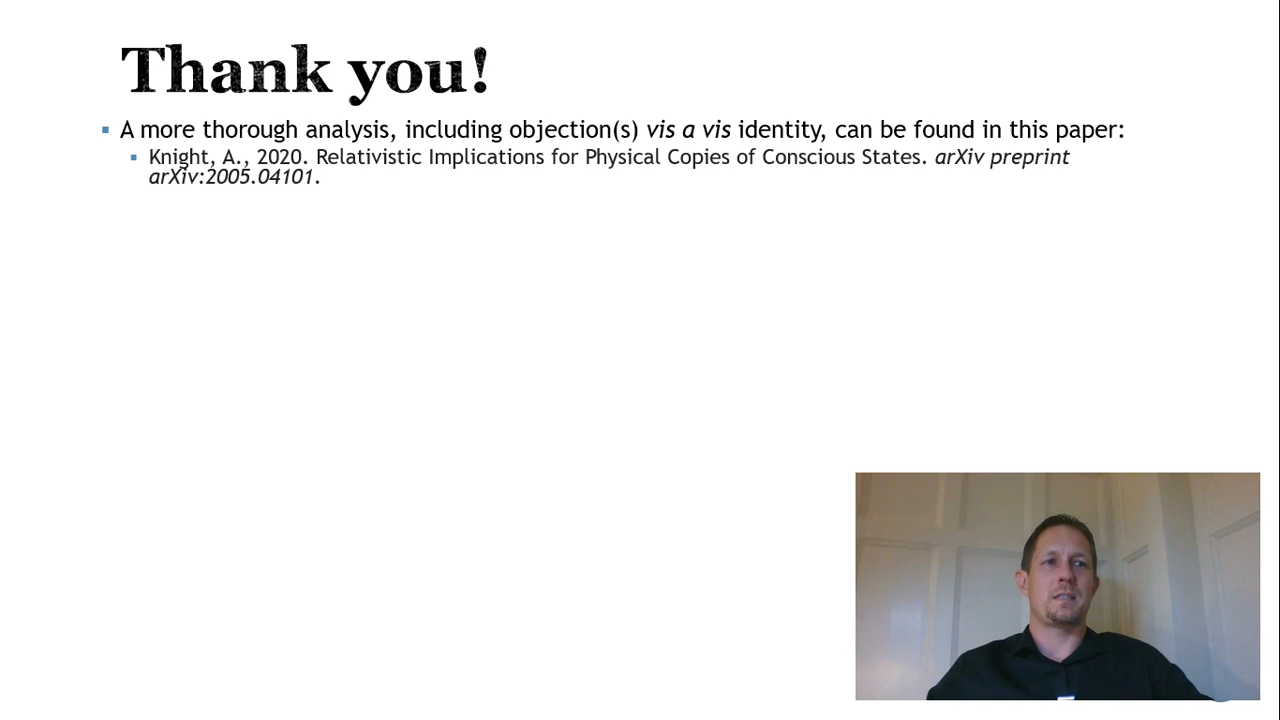 Thank you!
A more thorough analysis, including objection(s) vis a vis identity, can be found in this paper:
Knight, A., 2020. Relativistic Implications for Physical Copies of Conscious States. arXiv preprint
arXiv:2005.04101.